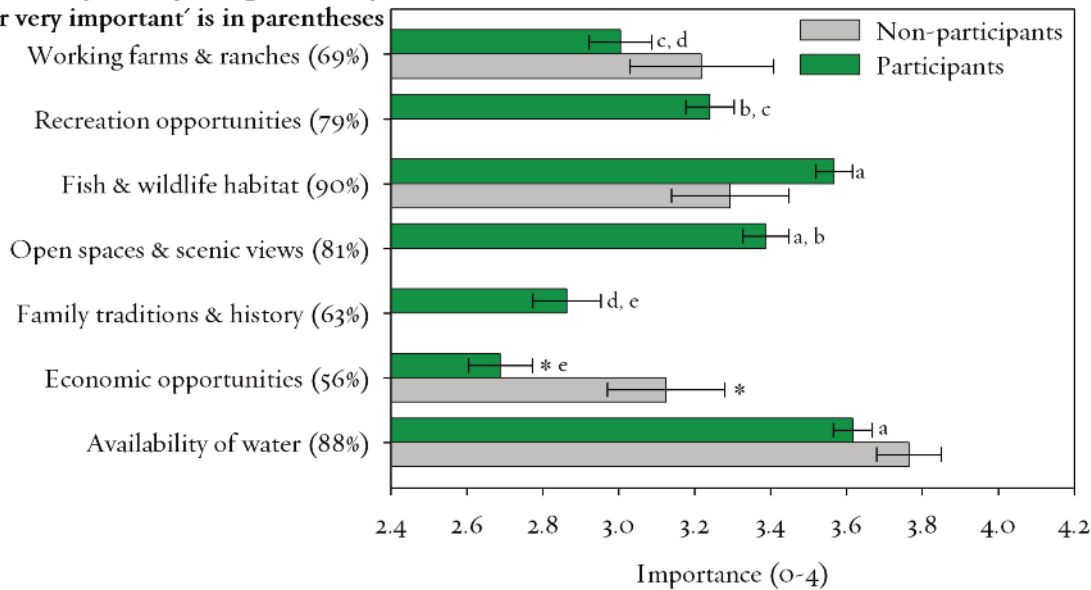 r very important´ is in parentheses
Non-participants
Participants
Working farms & ranches (69%)
c, d
Recreation opportunities (79%)
b, c
Fish & wildlife habitat (90%)
a
Open spaces & scenic views (81%)
a, b
Family traditions & history (63%)
d, e
Economic opportunities (56%)
* e
*
Availability of water (88%)
a
2.4 2.6 2.8 3.0 3.2 3.4 3.6 3.8 4.0 4.2
Importance (0-4)